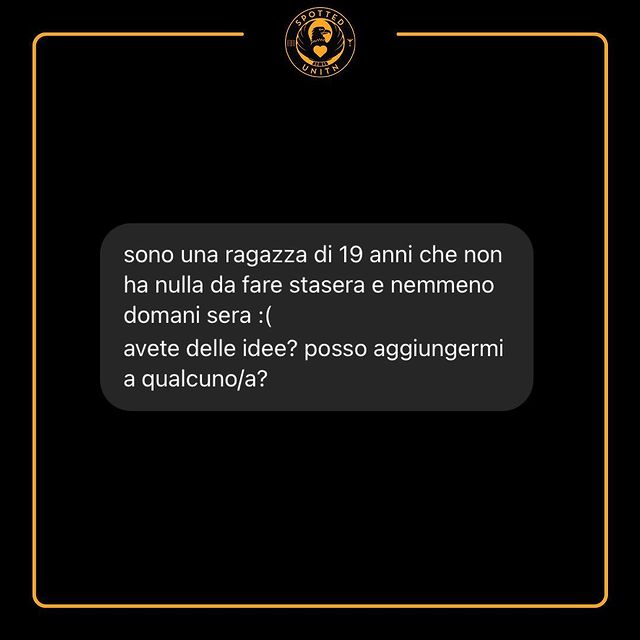 SPOTTED
UNITN
sono una ragazza di 19 anni che non
ha nulla da fare stasera e nemmeno
domani sera :(
avete delle idee? posso aggiungermi
a qualcuno/a?